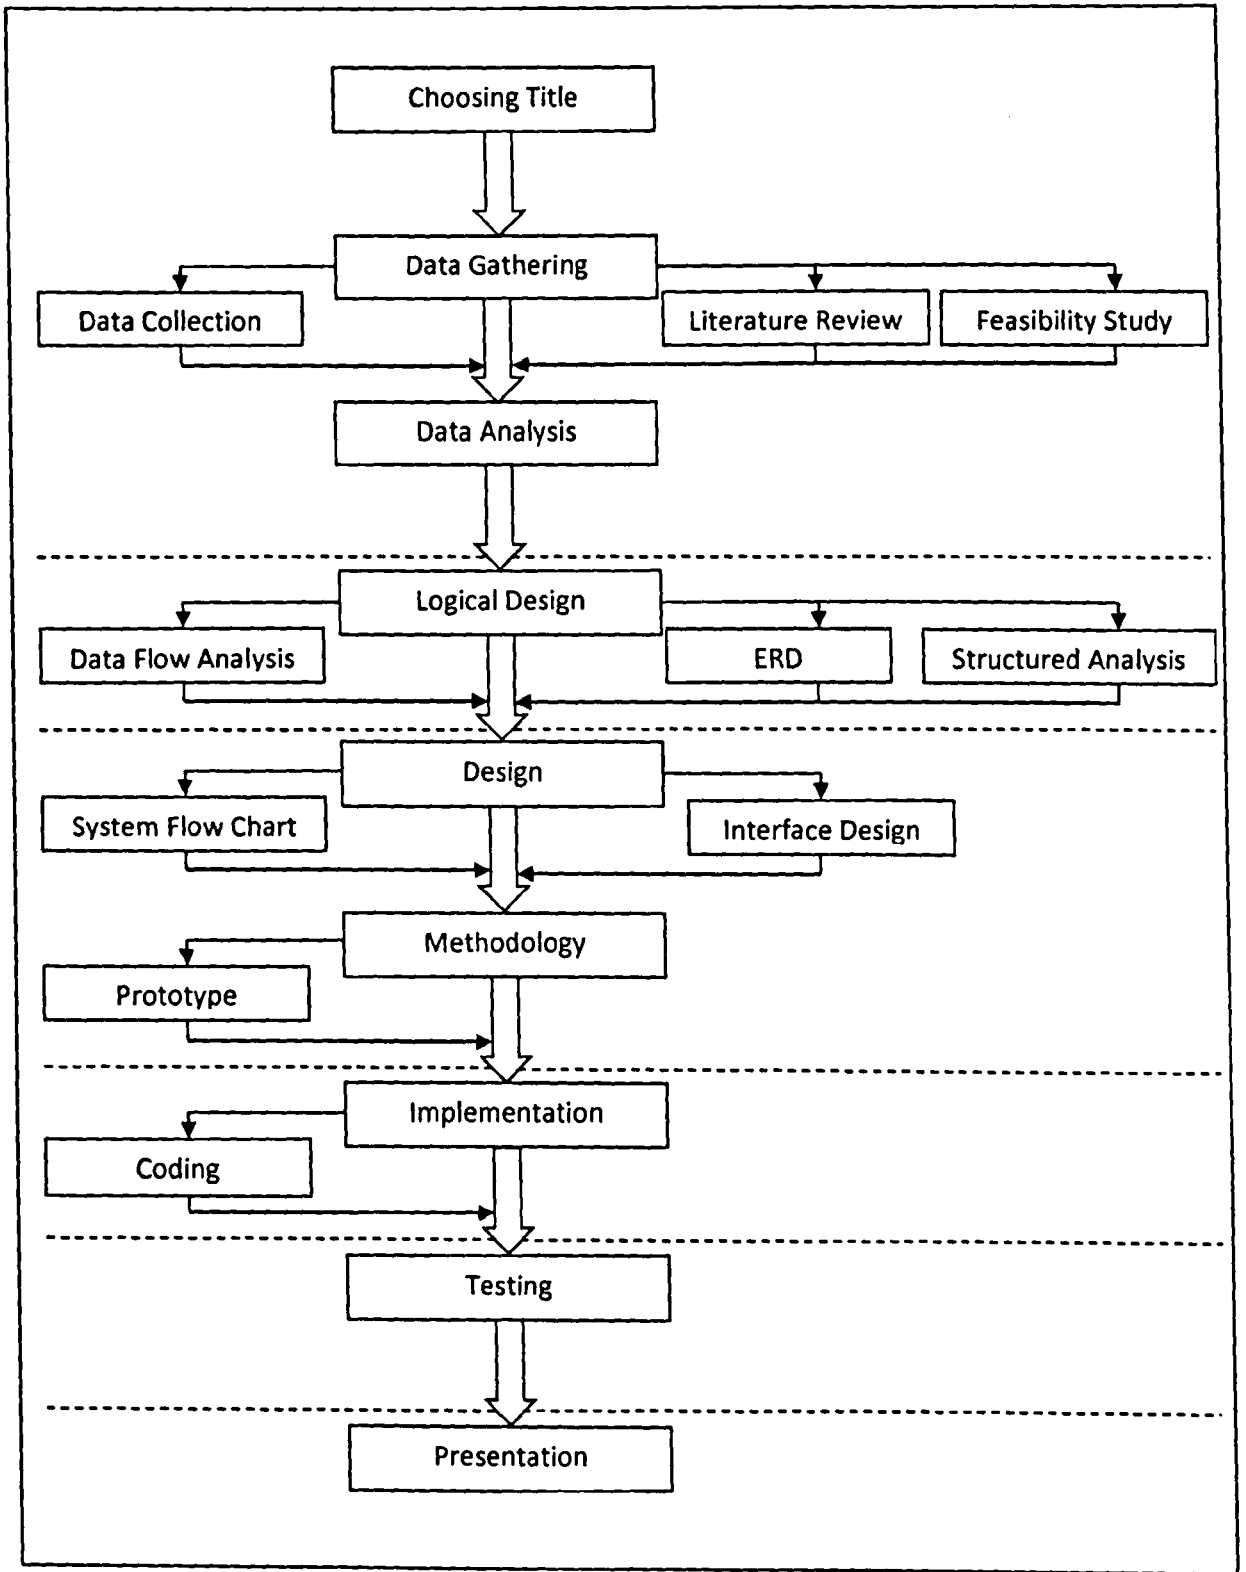 Choosing Title
Data Gathering
Data Collection
Literature Review
Feasibility Study
Data Analysis
Logical Design
Data Flow Analysis
ERD
Structured Analysis
Design
System Flow Chart
Interface Design
Methodology
Prototype
Implementation
Coding
Testing
Presentation